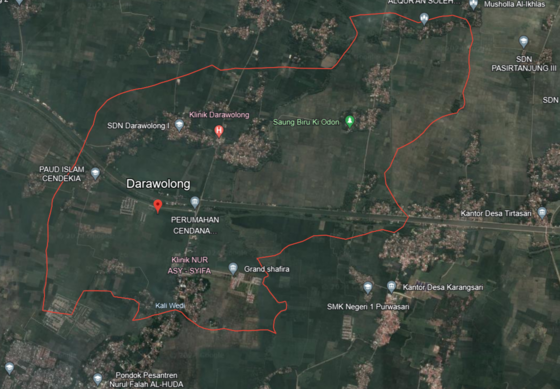 ALQUR'AN SOLEH
Musholla Al-Ikhlas
SDN
PASIRTANJUNG III
Klinik Darawolong
SDN Darawolong I
Saung Biru Ki Odon
SDN
PAUD ISLAM
CENDEKIA
Darawolong
PERUMAHAN
CENDANA
Kantor Desa Tirtasari
Klinik NUR
ASY-SYIFA
Grand shafira
Kantor Desa Karangsari
SMK Negeri 1 Purwasari
Kali Wedi
Pondok Pesantren
Nurul Falah AL-HUDA